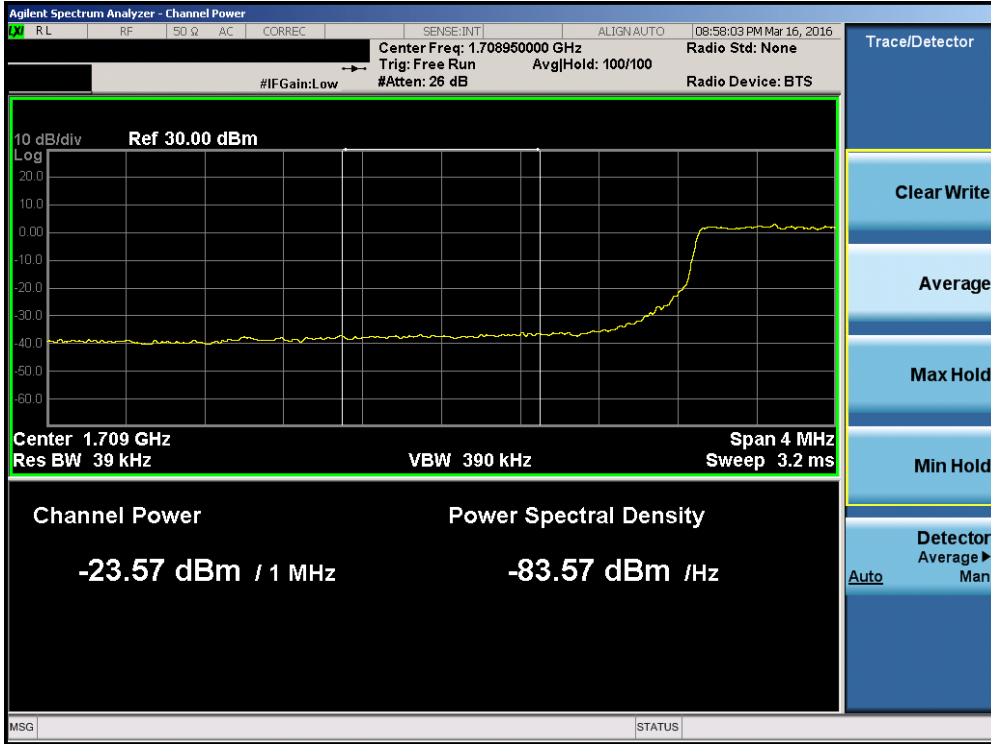 Agilent Spectrum Analyzer - Channel Power
LXI RL RF 50 Ω AC CORREC SENSE:INT ALIGN AUTO 08:58:03 PM Mar 16, 2016
Center Freq: 1.708950000 GHz Radio Std: None
Trig: Free Run Avg|Hold: 100/100
#IFGain:Low #Atten: 26 dB Radio Device: BTS
10 dB/div Ref 30.00 dBm
Log
20.0
10.0
0.00
-10.0
-20.0
-30.0
-40.0
-50.0
-60.0
Center 1.709 GHz Span 4 MHz
Res BW 39 kHz VBW 390 kHz Sweep 3.2 ms
Channel Power Power Spectral Density
-23.57 dBm / 1 MHz -83.57 dBm /Hz
MSG STATUS
Trace/Detector
Clear Write
Average
Max Hold
Min Hold
Detector
Average▶
Auto Man